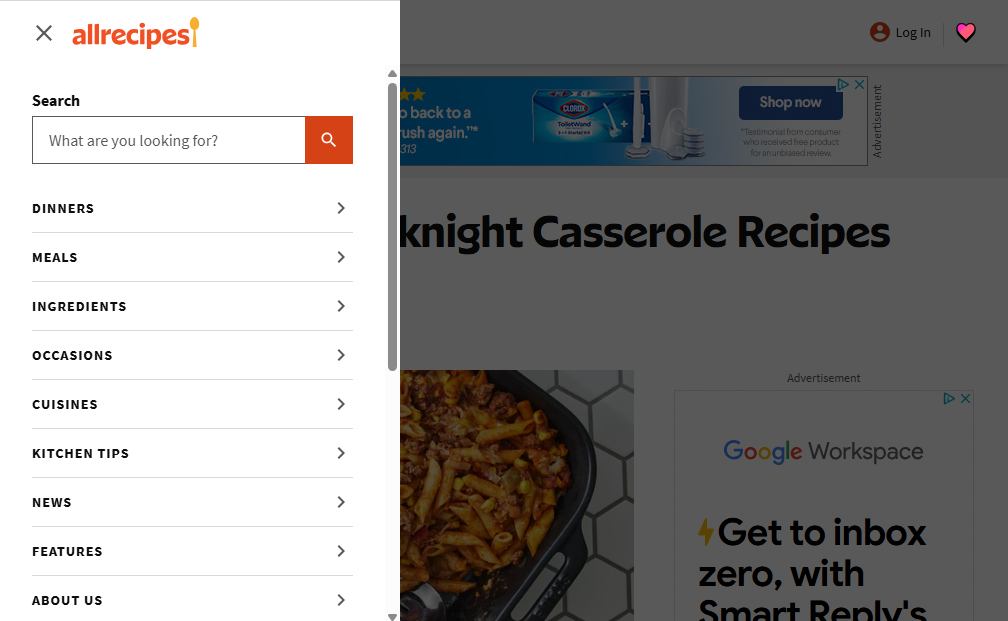 allrecipes
Log In
Search
What are you looking for?
DINNERS
MEALS
INGREDIENTS
OCCASIONS
CUISINES
KITCHEN TIPS
NEWS
FEATURES
ABOUT US
back to a
ush again.™*
313
CLOROX
ToiletWand
Shop now
*Testimonial from consumer
who received free product
for an unbiased review.
Advertisement
knight Casserole Recipes
Advertisement
Google Workspace
Get to inbox
zero, with
Smart Reply's